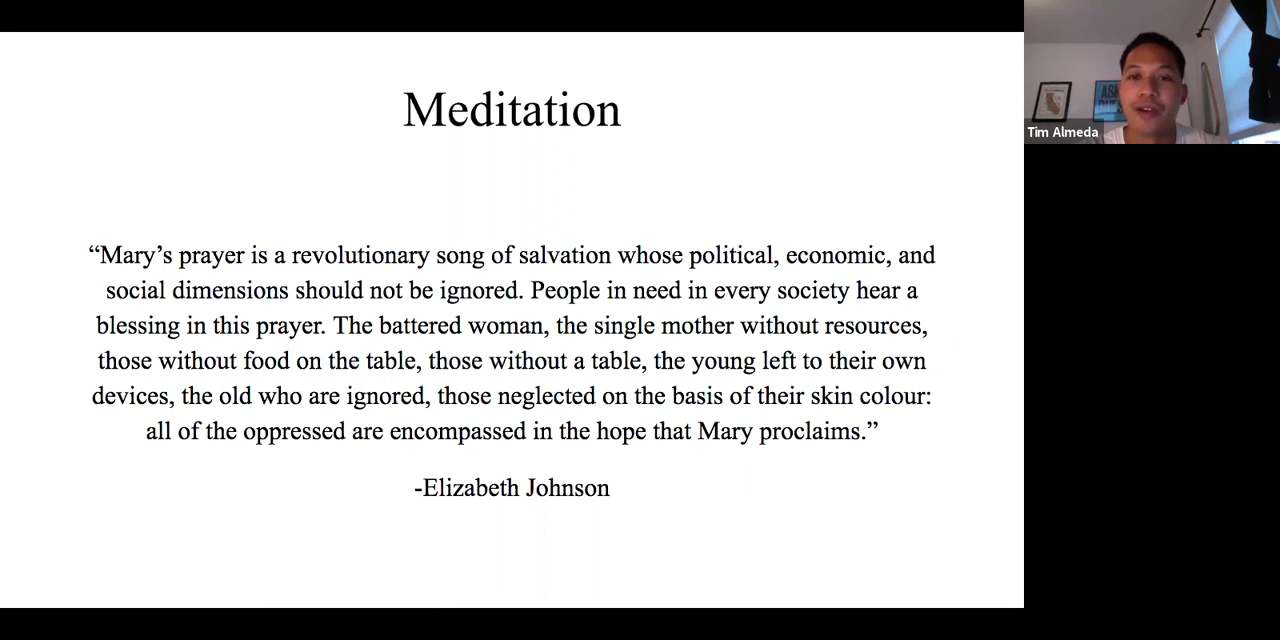 Meditation
“Mary’s prayer is a revolutionary song of salvation whose political, economic, and
social dimensions should not be ignored. People in need in every society hear a
blessing in this prayer. The battered woman, the single mother without resources,
those without food on the table, those without a table, the young left to their own
devices, the old who are ignored, those neglected on the basis of their skin colour:
all of the oppressed are encompassed in the hope that Mary proclaims.”
-Elizabeth Johnson
Tim Almeda